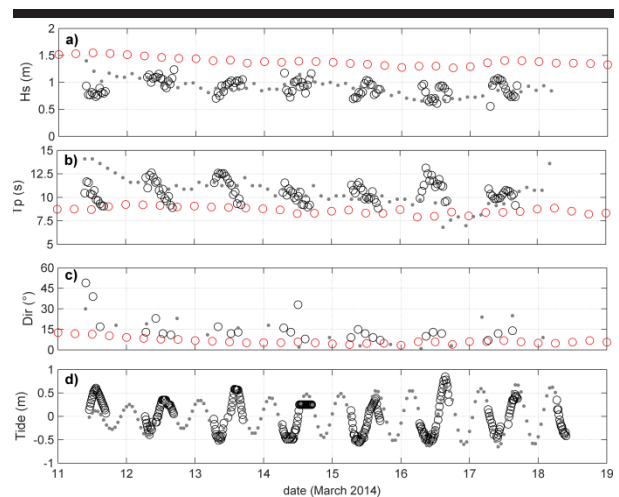 a)
Hs (m)
2
1.5
1
0.5
0
b)
Tp (s)
15
12.5
10
7.5
5
c)
Dir (°)
60
45
30
15
0
d)
Tide (m)
1
0.5
0
-0.5
-1
11 12 13 14 15 16 17 18 19
date (March 2014)